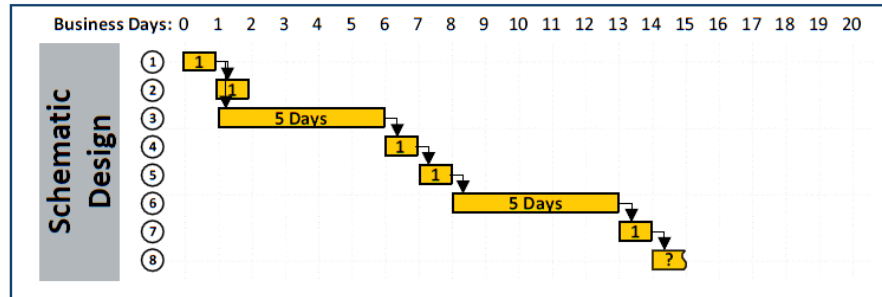 Business Days: 0 1 2 3 4 5 6 7 8 9 10 11 12 13 14 15 16 17 18 19 20
Schematic
Design
1 1
2 1
3 5 Days
4 1
5 1
6 5 Days
7 1
8 ?